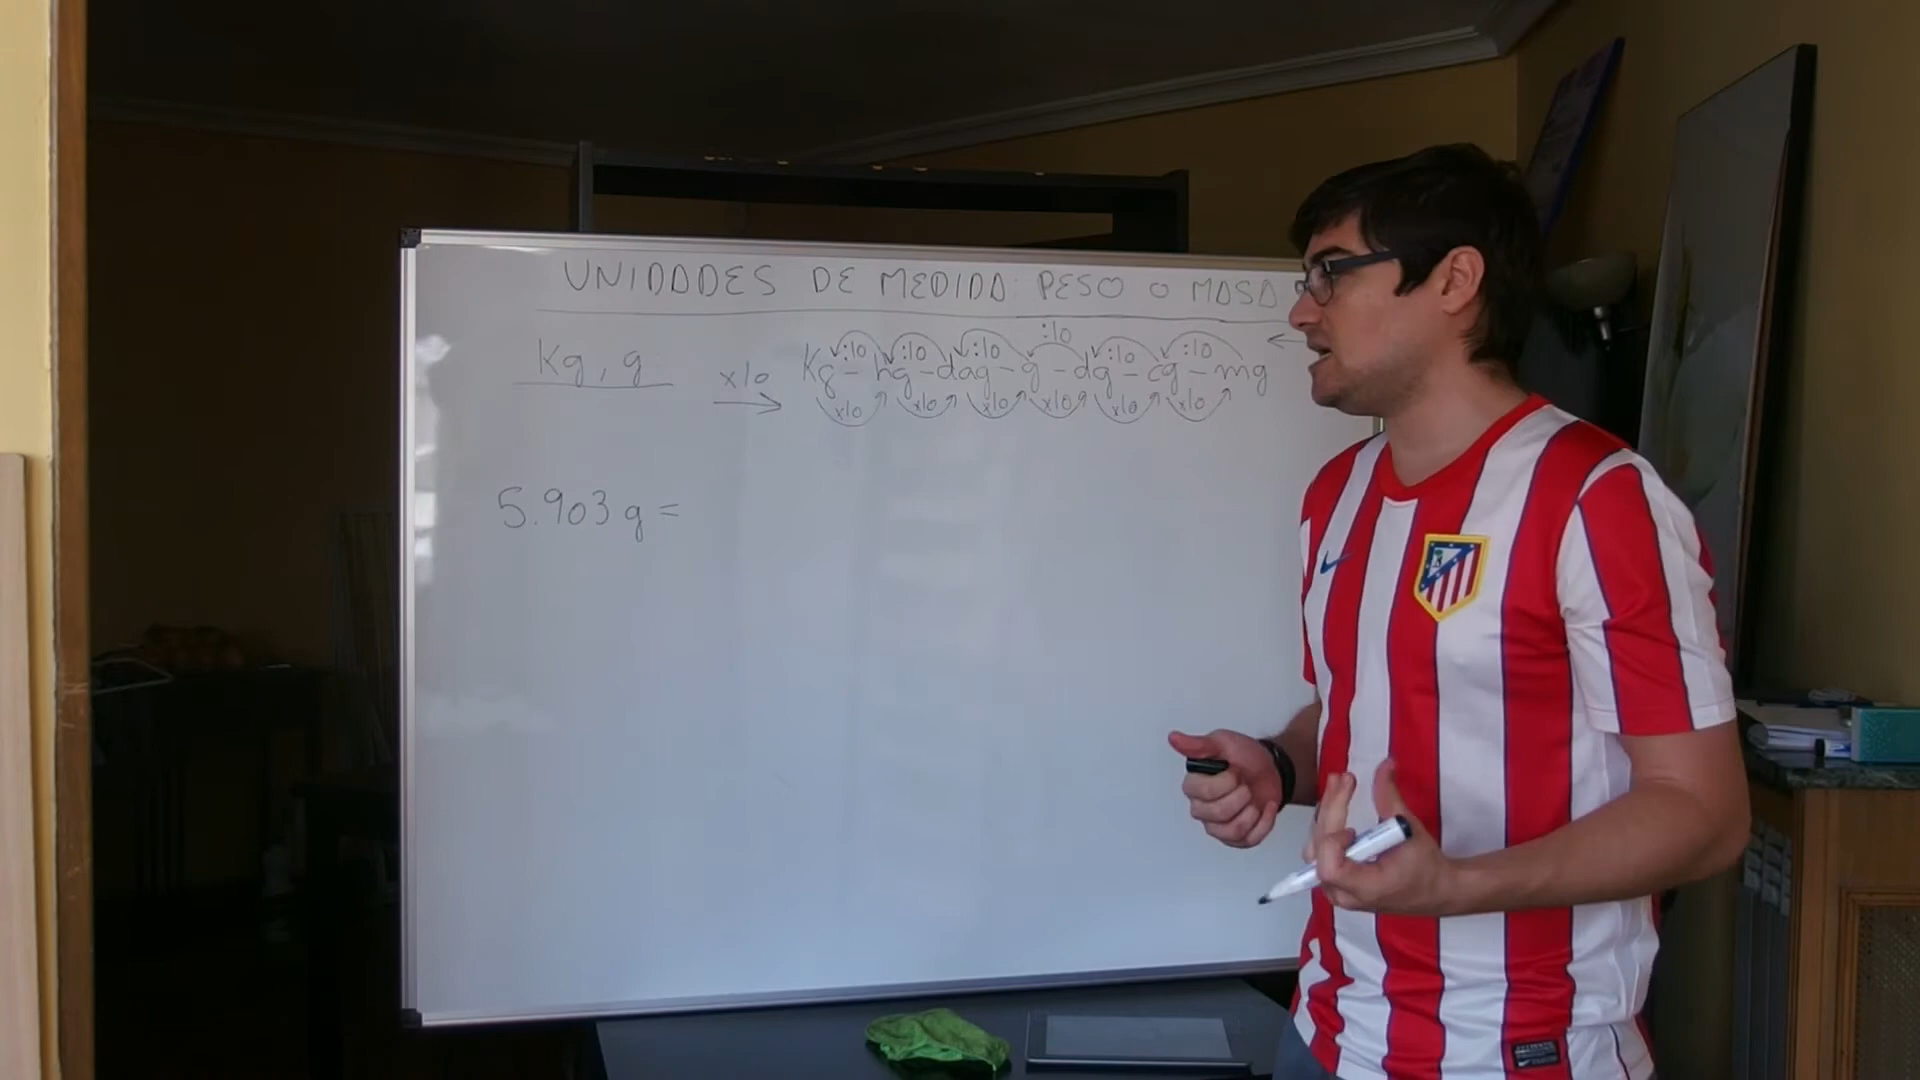 UNIDADES DE MEDIDA: PESO O MASA
:10
:10 :10 :10 :10 :10
Kg, g
x10
Kg - hg - dag - g - dg - cg - mg
x10 x10 x10 x10 x10 x10
5.903 g =